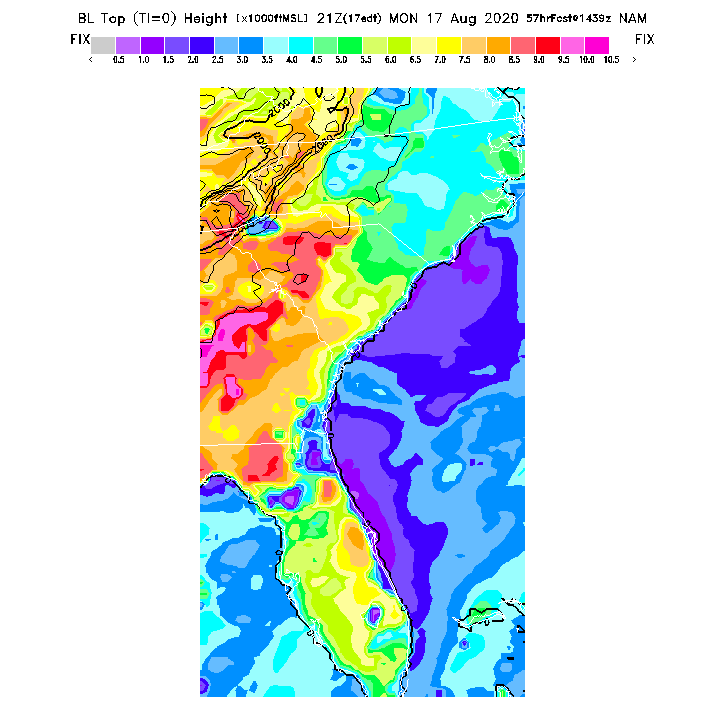 BL Top (TI=0) Height [x1000ftMSL] 21Z(17edt) MON 17 Aug 2020 57hrFcst@1439z NAM
FIX FIX
< 0.5 1.0 1.5 2.0 2.5 3.0 3.5 4.0 4.5 5.0 5.5 6.0 6.5 7.0 7.5 8.0 8.5 9.0 9.5 10.0 10.5 >
2000
2000
2000